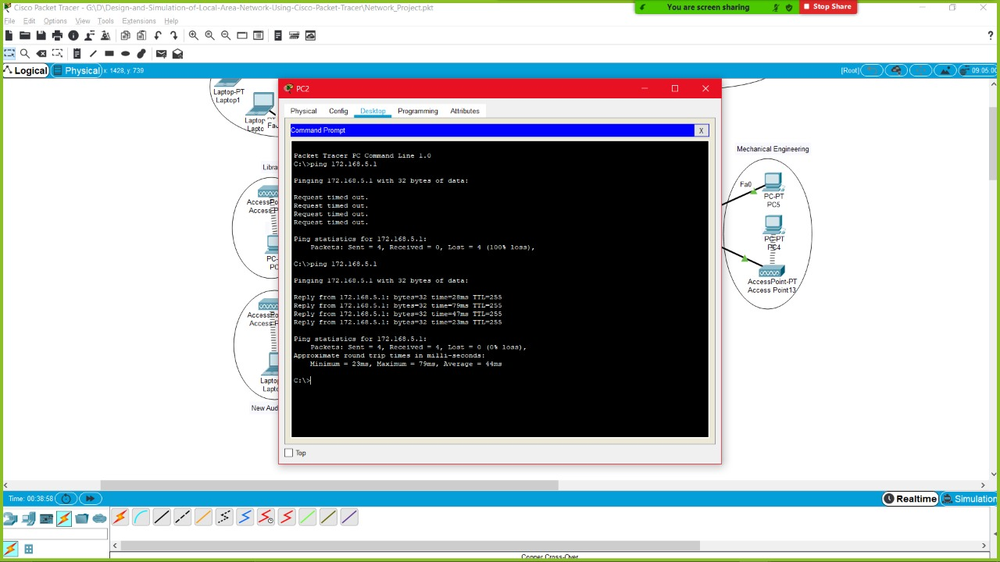 Cisco Packet Tracer - G:\D\Design-and-Simulation-of-Local-Area-Network-Using-Cisco-Packet-Tracer\Network_Project.pkt
You are screen sharing
Stop Share
File Edit Options View Tools Extensions Help
?
Logical Physical x: 1428, y: 739
[Root] 09:05:00
Laptop-PT
Laptop1
Laptop
Lapto Fa
Libra
AccessPo
Access P
PC-
PC
AccessPo
Access P
Laptop
Lapto
New Aud
PC2
Physical Config Desktop Programming Attributes
Command Prompt X
Packet Tracer PC Command Line 1.0
C:\>ping 172.168.5.1
Pinging 172.168.5.1 with 32 bytes of data:
Request timed out.
Request timed out.
Request timed out.
Request timed out.
Ping statistics for 172.168.5.1:
Packets: Sent = 4, Received = 0, Lost = 4 (100% loss),
C:\>ping 172.168.5.1
Pinging 172.168.5.1 with 32 bytes of data:
Reply from 172.168.5.1: bytes=32 time=28ms TTL=255
Reply from 172.168.5.1: bytes=32 time=79ms TTL=255
Reply from 172.168.5.1: bytes=32 time=47ms TTL=255
Reply from 172.168.5.1: bytes=32 time=23ms TTL=255
Ping statistics for 172.168.5.1:
Packets: Sent = 4, Received = 4, Lost = 0 (0% loss),
Approximate round trip times in milli-seconds:
Minimum = 23ms, Maximum = 79ms, Average = 44ms
C:\>
Top
Mechanical Engineering
Fa0
PC-PT
PC5
PC-PT
PC4
AccessPoint-PT
Access Point13
Time: 00:38:58
Realtime Simulation
Copper Cross-Over